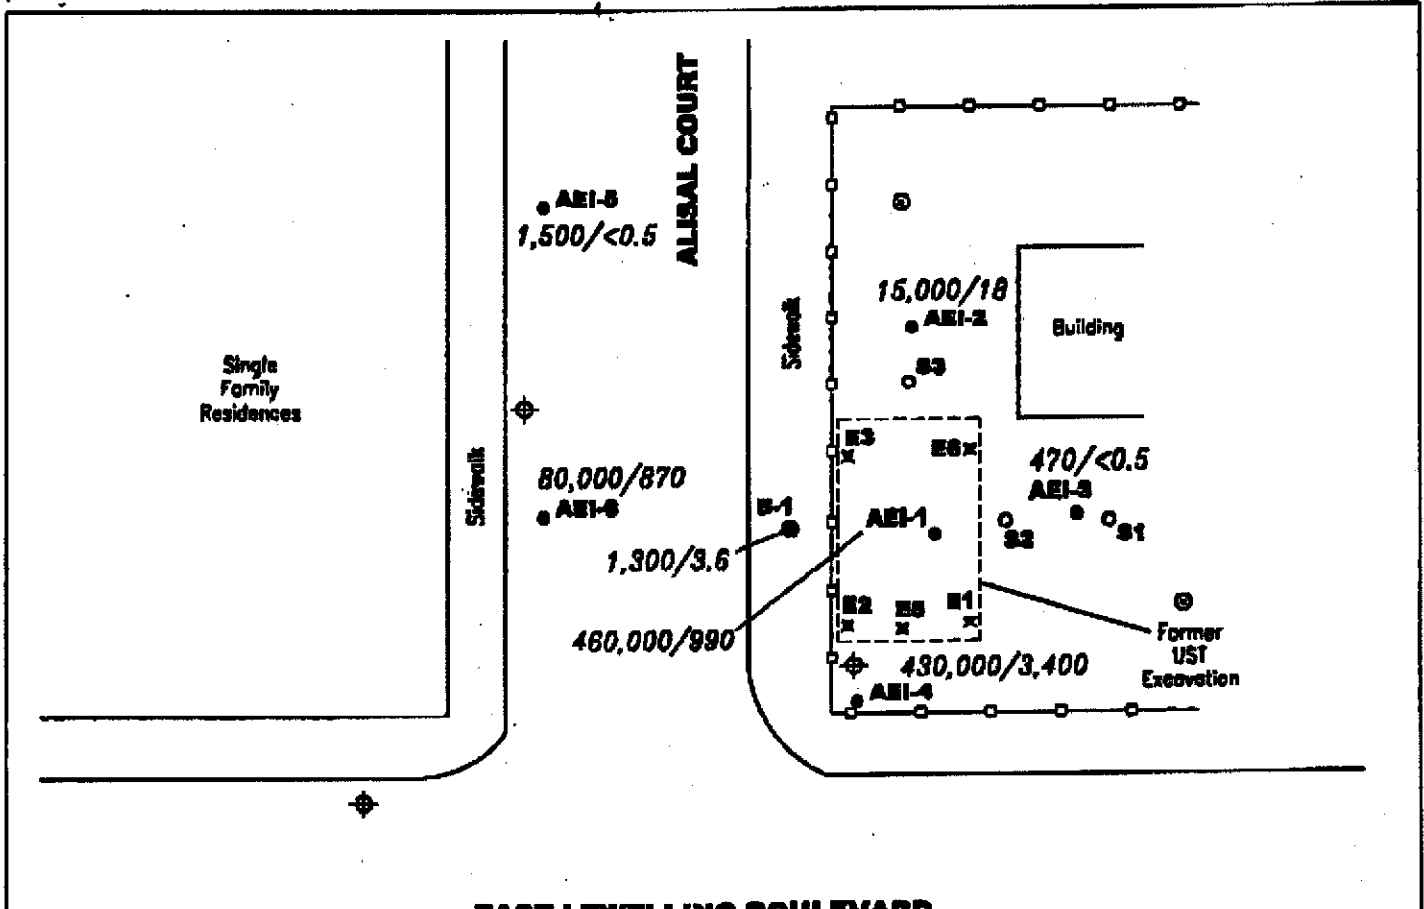 ALISAL COURT
AEI-5
1,500/<0.5
15,000/18
AEI-2
Building
Sidewalk
S3
Single
Family
Residences
E3
E6
470/<0.5
AEI-3
80,000/870
AEI-6
Sidewalk
AEI-1
S2
S1
1,300/3.6
E2
E5
E1
460,000/990
Former
UST
Excavation
430,000/3,400
AEI-4
BOULEVARD